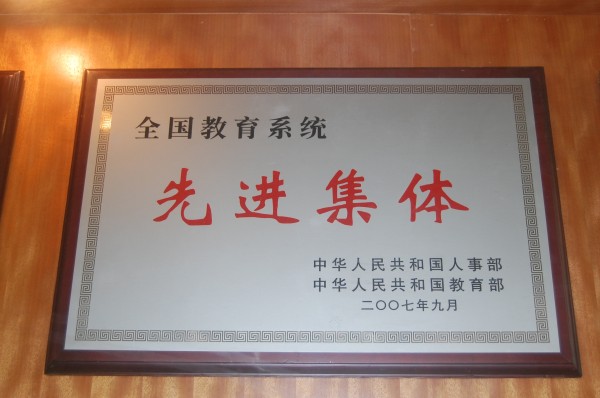 全国教育系统
先进集体
中华人民共和国人事部
中华人民共和国教育部
二〇〇七年九月